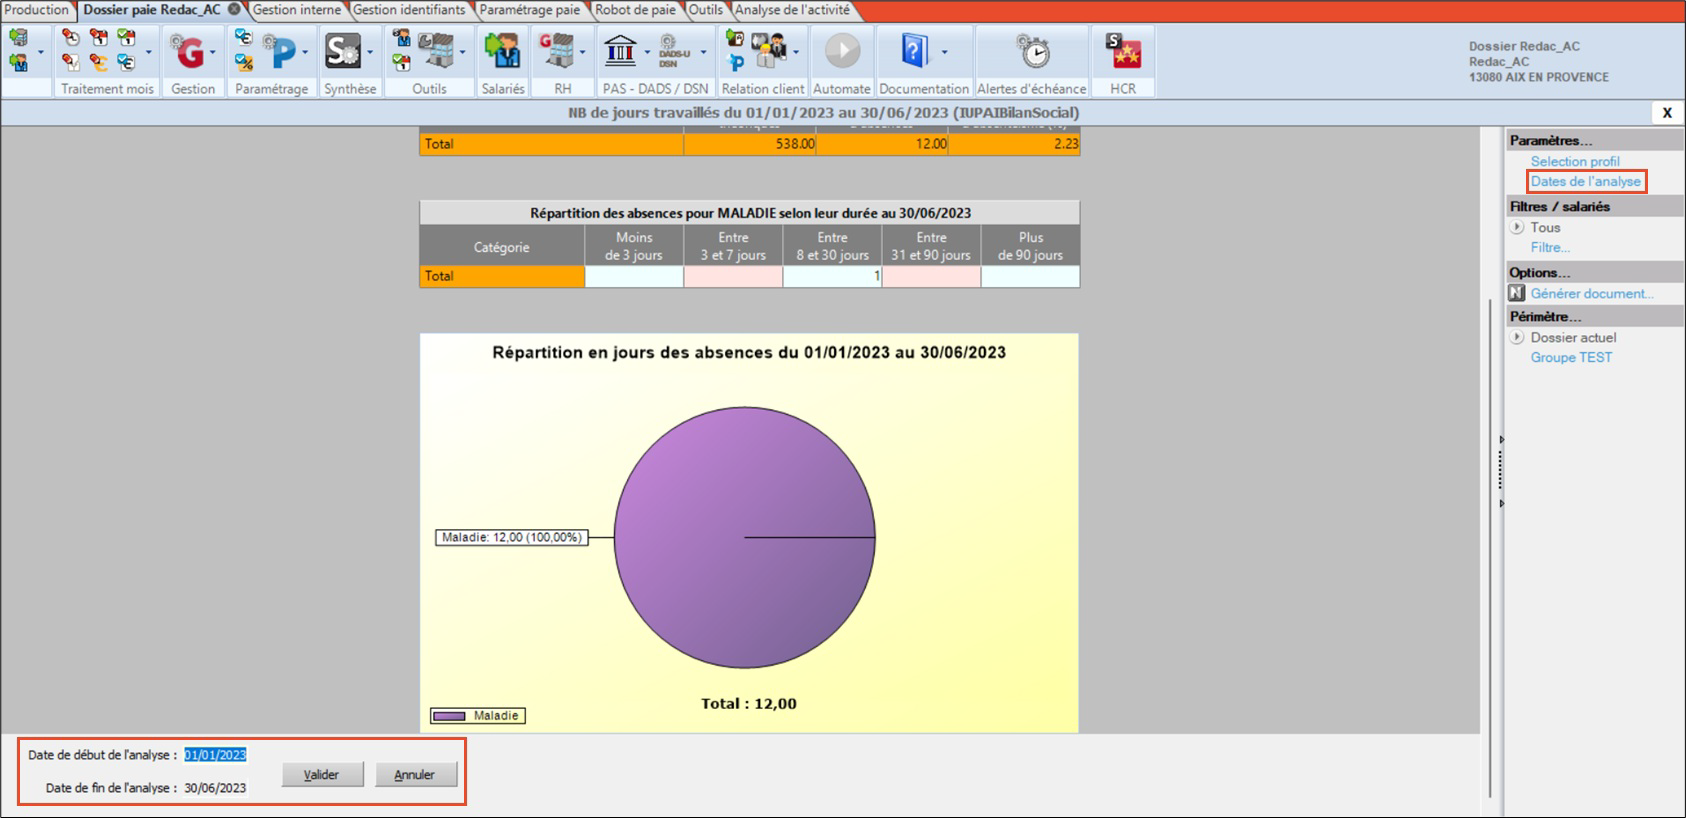 Production
Dossier paie Redac_AC
Gestion interne
Gestion identifiants
Paramétrage paie
Robot de paie
Outils
Analyse de l'activité
Traitement mois
Gestion
Paramétrage
Synthèse
Outils
Salariés
RH
DADS-U
DSN
PAS - DADS / DSN
Relation client
Automate
Documentation
Alertes d'échéance
HCR
Dossier Redac_AC
Redac_AC
13080 AIX EN PROVENCE
NB de jours travaillés du 01/01/2023 au 30/06/2023 (IUPAIBilanSocial)
X
Total 538.00 12.00 2.23
Répartition des absences pour MALADIE selon leur durée au 30/06/2023
Catégorie
Moins
de 3 jours
Entre
3 et 7 jours
Entre
8 et 30 jours
Entre
31 et 90 jours
Plus
de 90 jours
Total 1
Répartition en jours des absences du 01/01/2023 au 30/06/2023
Maladie: 12,00 (100,00%)
Total : 12,00
Maladie
Date de début de l'analyse : 01/01/2023
Date de fin de l'analyse : 30/06/2023
Valider
Annuler
Paramètres...
Selection profil
Dates de l'analyse
Filtres / salariés
Tous
Filtre...
Options...
N Générer document...
Périmètre...
Dossier actuel
Groupe TEST